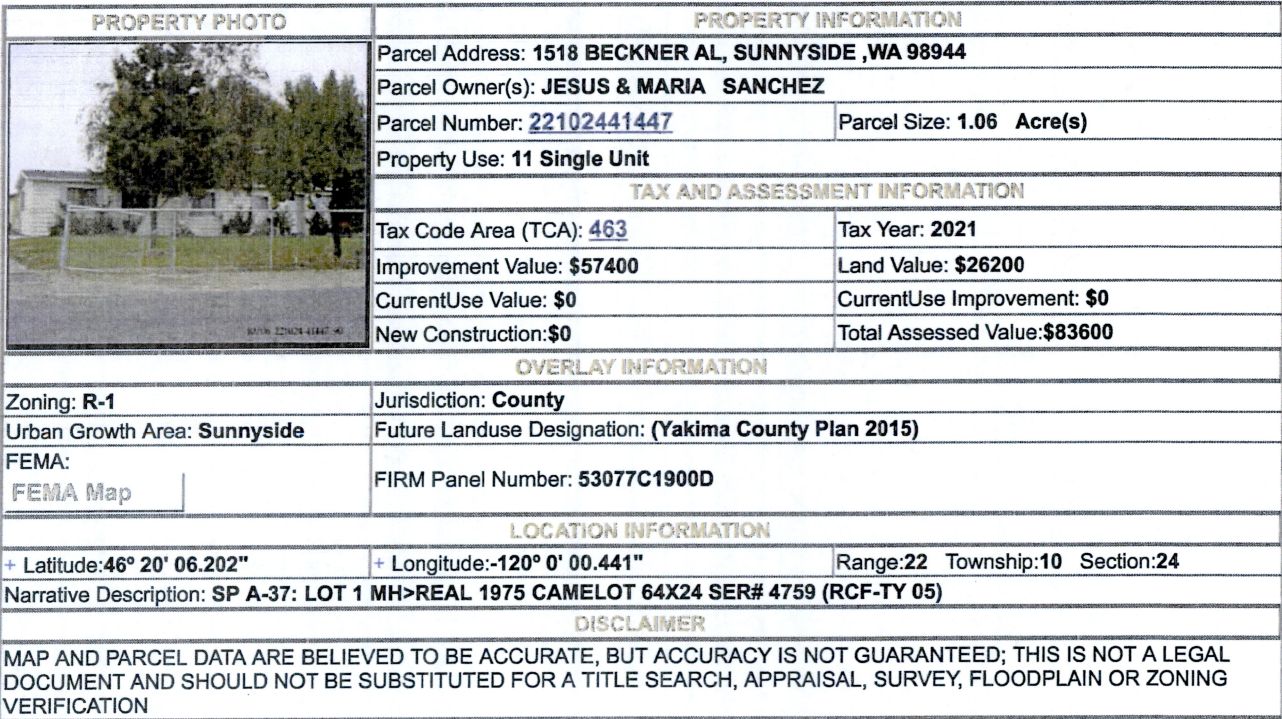 PROPERTY PHOTO
PROPERTY INFORMATION
Parcel Address: 1518 BECKNER AL, SUNNYSIDE ,WA 98944
Parcel Owner(s): JESUS & MARIA SANCHEZ
Parcel Number: 22102441447
Parcel Size: 1.06 Acre(s)
Property Use: 11 Single Unit
TAX AND ASSESSMENT INFORMATION
Tax Code Area (TCA): 463
Tax Year: 2021
Improvement Value: $57400
Land Value: $26200
CurrentUse Value: $0
CurrentUse Improvement: $0
New Construction:$0
Total Assessed Value:$83600
OVERLAY INFORMATION
Zoning: R-1
Jurisdiction: County
Urban Growth Area: Sunnyside
Future Landuse Designation: (Yakima County Plan 2015)
FEMA:
FEMA Map
FIRM Panel Number: 53077C1900D
LOCATION INFORMATION
+ Latitude:46º 20' 06.202"
+ Longitude:-120º 0' 00.441"
Range:22 Township:10 Section:24
Narrative Description: SP A-37: LOT 1 MH>REAL 1975 CAMELOT 64X24 SER# 4759 (RCF-TY 05)
DISCLAIMER
MAP AND PARCEL DATA ARE BELIEVED TO BE ACCURATE, BUT ACCURACY IS NOT GUARANTEED; THIS IS NOT A LEGAL
DOCUMENT AND SHOULD NOT BE SUBSTITUTED FOR A TITLE SEARCH, APPRAISAL, SURVEY, FLOODPLAIN OR ZONING
VERIFICATION